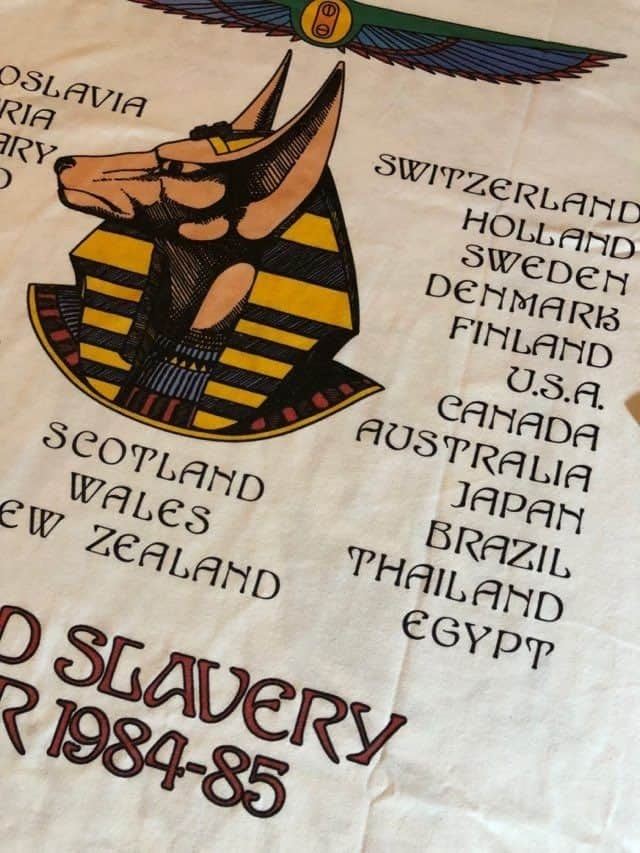 OSLAVIA
RIA
ARY
D
SWITZERLAND
HOLLAND
SWEDEN
DENMARK
FINLAND
U.S.A.
CANADA
AUSTRALIA
JAPAN
BRAZIL
THAILAND
EGYPT
SCOTLAND
WALES
EW ZEALAND
D SLAVERY
R 1984-85